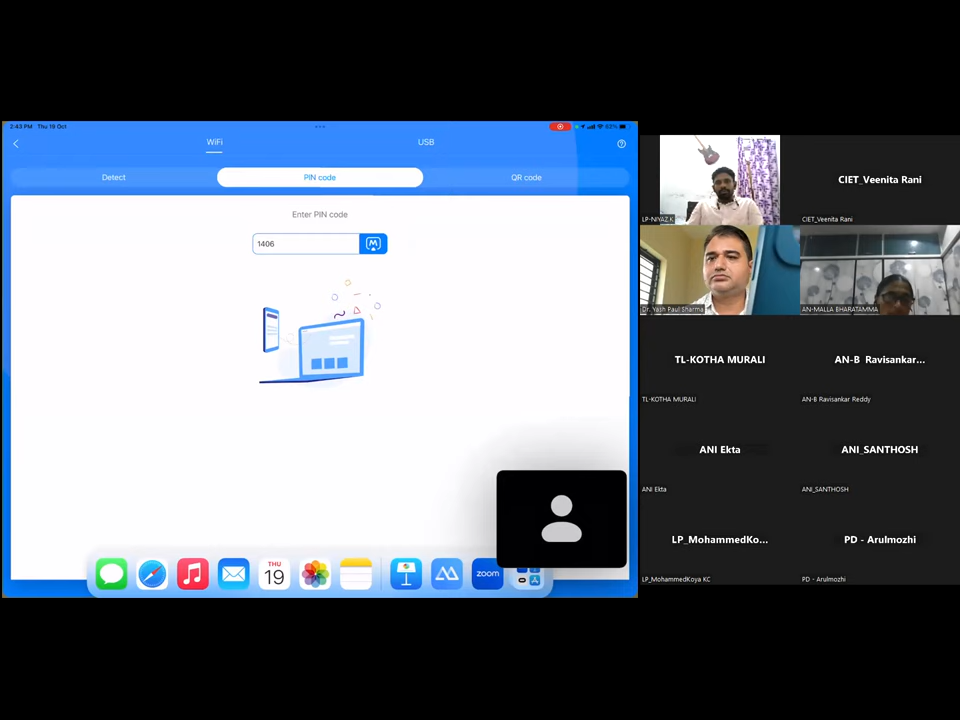 2:43 PM Thu 19 Oct
62%
WiFi
USB
Detect
PIN code
QR code
Enter PIN code
1406
THU
19
zoom
LP-NIYAZ.K
CIET_Veenita Rani
CIET_Veenita Rani
Dr. Yash Paul Sharma
AN-MALLA BHARATAMMA
TL-KOTHA MURALI
TL-KOTHA MURALI
AN-B Ravisankar...
AN-B Ravisankar Reddy
ANI Ekta
ANI Ekta
ANI_SANTHOSH
ANI_SANTHOSH
LP_MohammedKo...
LP_MohammedKoya KC
PD - Arulmozhi
PD - Arulmozhi